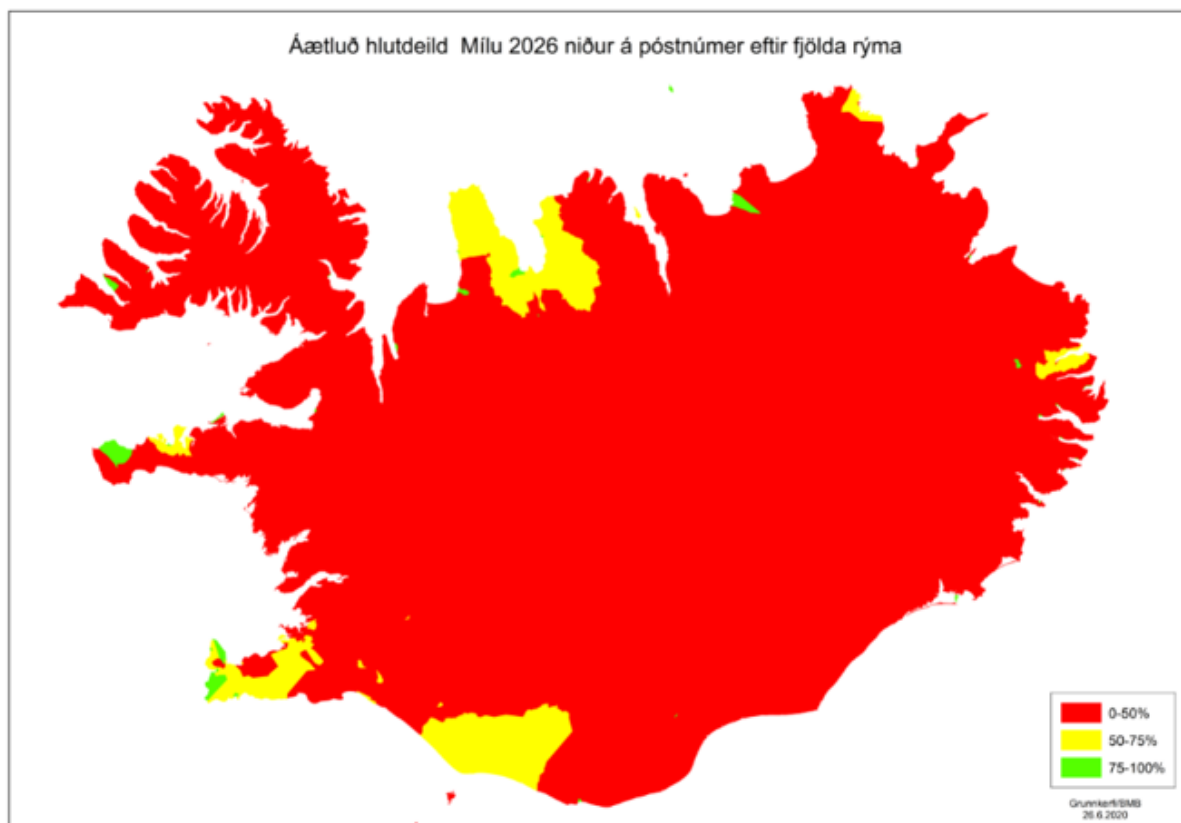 Áætluð hlutdeild Mílu 2026 niður á póstnúmer eftir fjölda rýma
0-50%
50-75%
75-100%
Grunnkerfi/BMB
26.6.2020